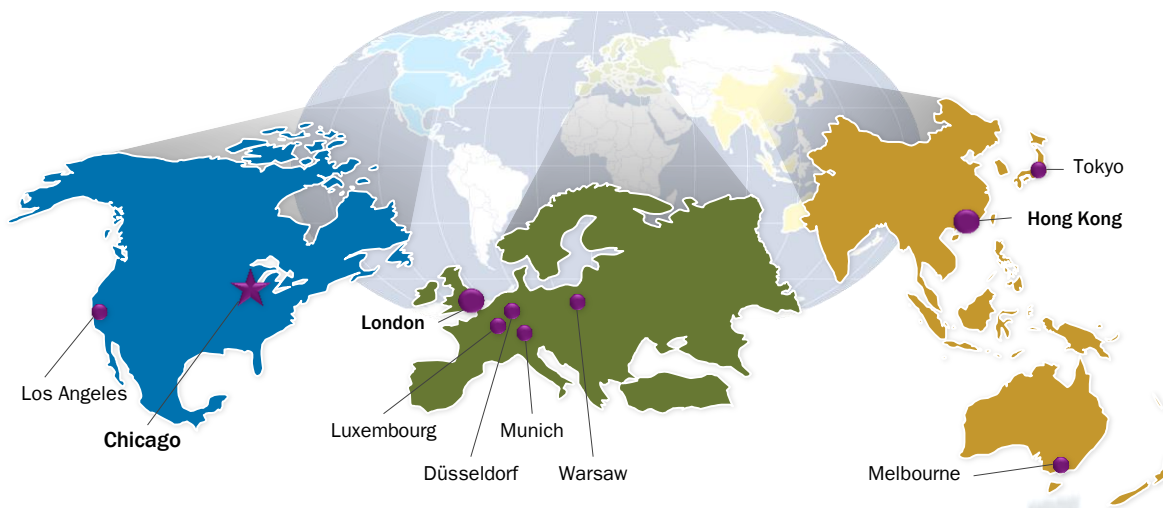 Tokyo
Hong Kong
London
Los Angeles
Chicago
Luxembourg
Munich
Düsseldorf
Warsaw
Melbourne